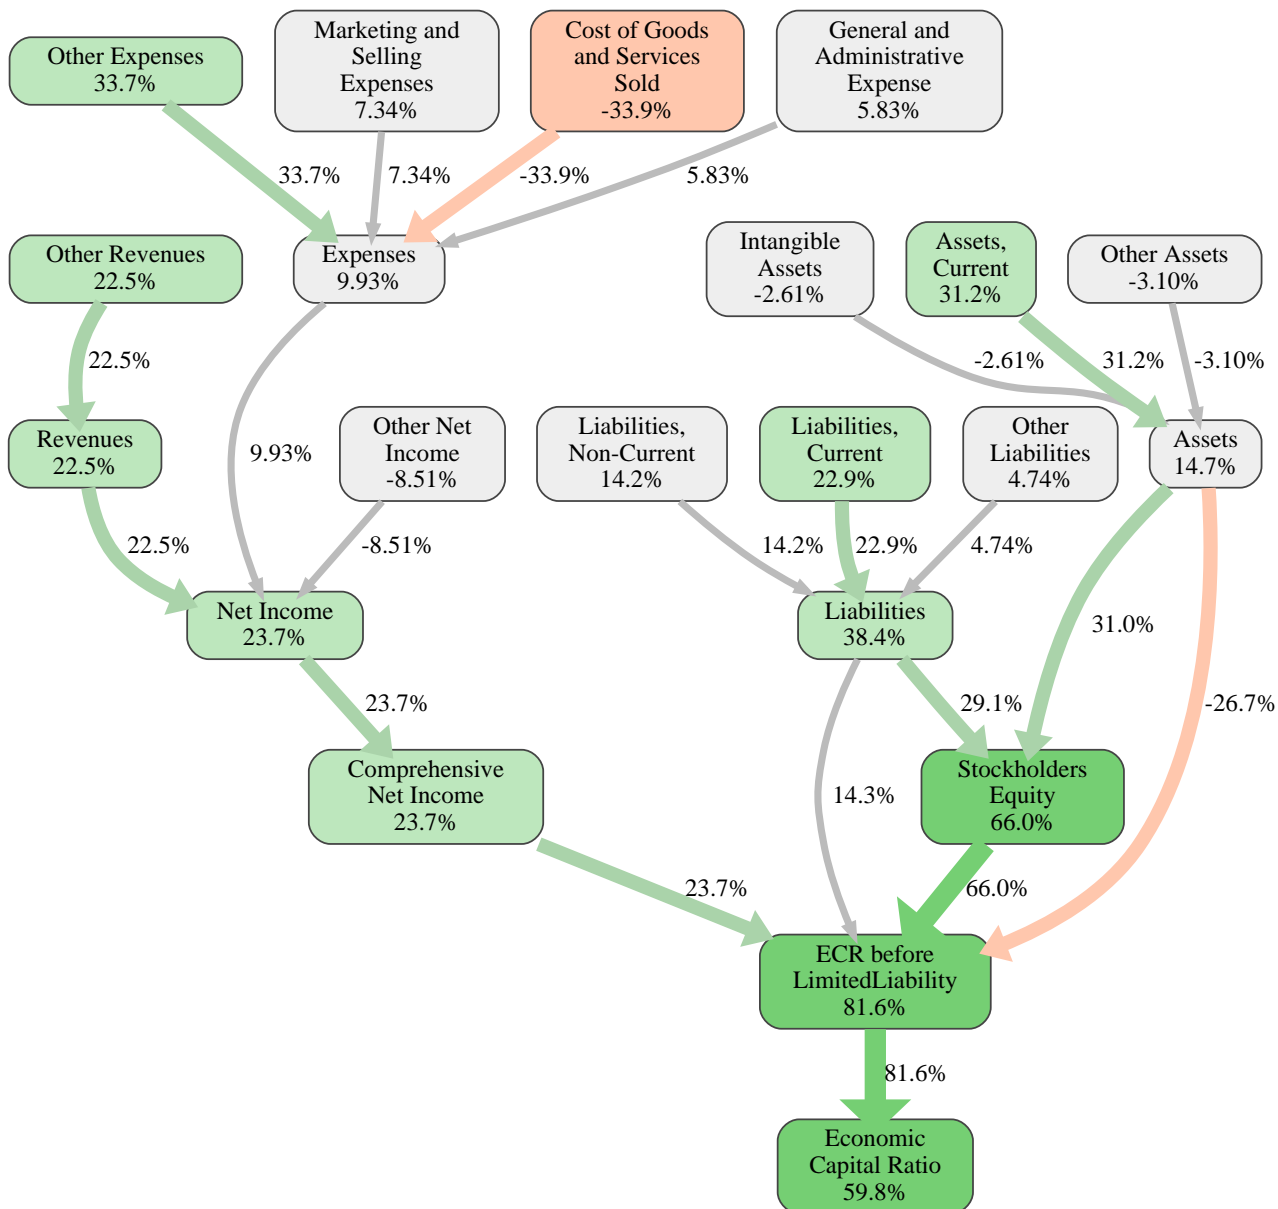 Other Expenses
33.7%
Marketing and
Selling
Expenses
7.34%
Cost of Goods
and Services
Sold
-33.9%
General and
Administrative
Expense
5.83%
33.7%
7.34%
-33.9%
5.83%
Other Revenues
22.5%
Expenses
9.93%
Intangible
Assets
-2.61%
Assets,
Current
31.2%
Other Assets
-3.10%
22.5%
-2.61%
31.2%
-3.10%
Revenues
22.5%
9.93%
Other Net
Income
-8.51%
Liabilities,
Non-Current
14.2%
Liabilities,
Current
22.9%
Other
Liabilities
4.74%
Assets
14.7%
22.5%
-8.51%
14.2%
22.9%
4.74%
Net Income
23.7%
Liabilities
38.4%
31.0%
23.7%
29.1%
-26.7%
Comprehensive
Net Income
23.7%
14.3%
Stockholders
Equity
66.0%
23.7%
66.0%
ECR before
LimitedLiability
81.6%
81.6%
Economic
Capital Ratio
59.8%